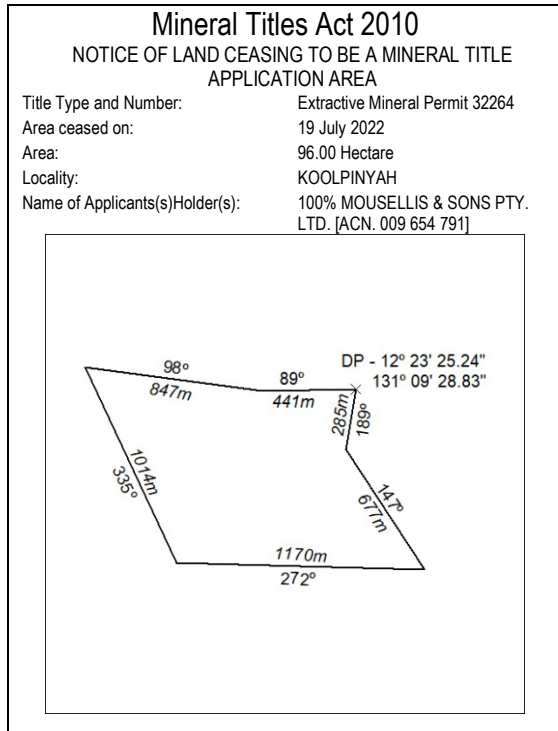 Mineral Titles Act 2010
NOTICE OF LAND CEASING TO BE A MINERAL TITLE
APPLICATION AREA
Title Type and Number: Extractive Mineral Permit 32264
Area ceased on: 19 July 2022
Area: 96.00 Hectare
Locality: KOOLPINYAH
Name of Applicants(s)Holder(s): 100% MOUSELLIS & SONS PTY.
LTD. [ACN. 009 654 791]
DP - 12º 23' 25.24"
131º 09' 28.83"
98º
847m
89º
441m
285m
189º
147º
677m
1014m
335º
1170m
272º